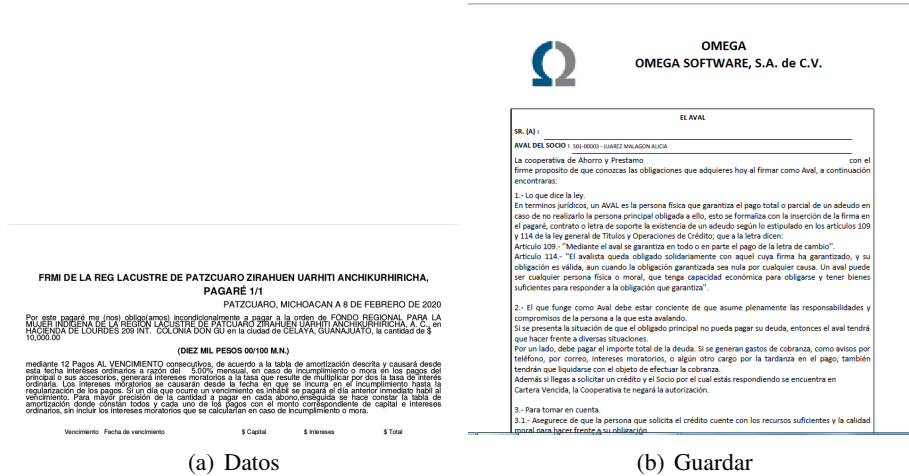 FRMI DE LA REG LACUSTRE DE PATZCUARO ZIRAHUEN UARHITI ANCHIKURHIRICHA,
PAGARÉ 1/1
PATZCUARO, MICHOACAN A 8 DE FEBRERO DE 2020
Por este pagaré me (nos) obligo(amos) incondicionalmente a pagar a la orden de FONDO REGIONAL PARA LA
MUJER INDÍGENA DE LA REGIÓN LACUSTRE DE PATCUARO ZIRAHUEN UARHITI ANCHIKURHIRICHA, A. C., en
HACIENDA DE LOURDES 209 INT. COLONIA DON GU en la ciudad de CELAYA, GUANAJUATO, la cantidad de $
10,000.00
(DIEZ MIL PESOS 00/100 M.N.)
mediante 12 Pagos AL VENCIMIENTO consecutivos, de acuerdo a la tabla de amortización descrita y causará desde
esta fecha intereses ordinarios a razón del 5.00% mensual, en caso de incumplimiento o mora en los pagos del
principal o sus accesorios, generará intereses moratorios a la tasa que resulte de multiplicar por dos la tasa de interés
ordinaria. Los intereses moratorios se causarán desde la fecha en que se incurra en el incumplimiento hasta la
regularización de los pagos. Si un día que ocurre un vencimiento es inhábil se pagará el día anterior inmediato hábil al
vencimiento. Para mayor precisión de la cantidad a pagar en cada abono,enseguida se hace constar la tabla de
amortización donde constan todos y cada uno de los pagos con el monto correspondiente de capital e intereses
ordinarios, sin incluir los intereses moratorios que se calcularían en caso de incumplimiento o mora.
Vencimiento Fecha de vencimiento $ Capital $ Intereses $ Total
(a) Datos
OMEGA
OMEGA SOFTWARE, S.A. de C.V.
EL AVAL
SR. (A) :
AVAL DEL SOCIO : S01-00003 - JUAREZ MALAGON ALICIA
La cooperativa de Ahorro y Prestamo con el
firme proposito de que conozcas las obligaciones que adquieres hoy al firmar como Aval, a continuación
encontraras:
1.- Lo que dice la ley.
En terminos jurídicos, un AVAL es la persona física que garantiza el pago total o parcial de un adeudo en
caso de no realizarlo la persona principal obligada a ello, esto se formaliza con la inserción de la firma en
el pagaré, contrato o letra de soporte la existencia de un adeudo según lo estipulado en los artículos 109
y 114 de la ley general de Títulos y Operaciones de Crédito; que a la letra dicen:
Articulo 109.- "Mediante el aval se garantiza en todo o en parte el pago de la letra de cambio".
Articulo 114.- "El avalista queda obligado solidariamente con aquel cuya firma ha garantizado, y su
obligación es válida, aun cuando la obligación garantizada sea nula por cualquier causa. Un aval puede
ser cualquier persona física o moral, que tenga capacidad económica para obligarse y tener bienes
suficientes para responder a la obligación que garantiza".
2.- El que funge como Aval debe estar conciente de que asume plenamente las responsabilidades y
compromisos de la persona a la que esta avalando.
Si se presenta la situación de que el obligado principal no pueda pagar su deuda, entonces el aval tendrá
que hacer frente a diversas situaciones.
Por un lado, debe pagar el importe total de la deuda. Si se generan gastos de cobranza, como avisos por
teléfono, por correo, intereses moratorios, o algún otro cargo por la tardanza en el pago, también
tendrán que liquidarse con el objeto de efectuar la cobranza.
Además si llegas a solicitar un crédito y el Socio por el cual estás respondiendo se encuentra en
Cartera Vencida, la Cooperativa te negará la autorización.
3.- Para tomar en cuenta.
3.1.- Asegurece de que la persona que solicita el crédito cuente con los recursos suficientes y la calidad
moral para hacer frente a su obligación
(b) Guardar